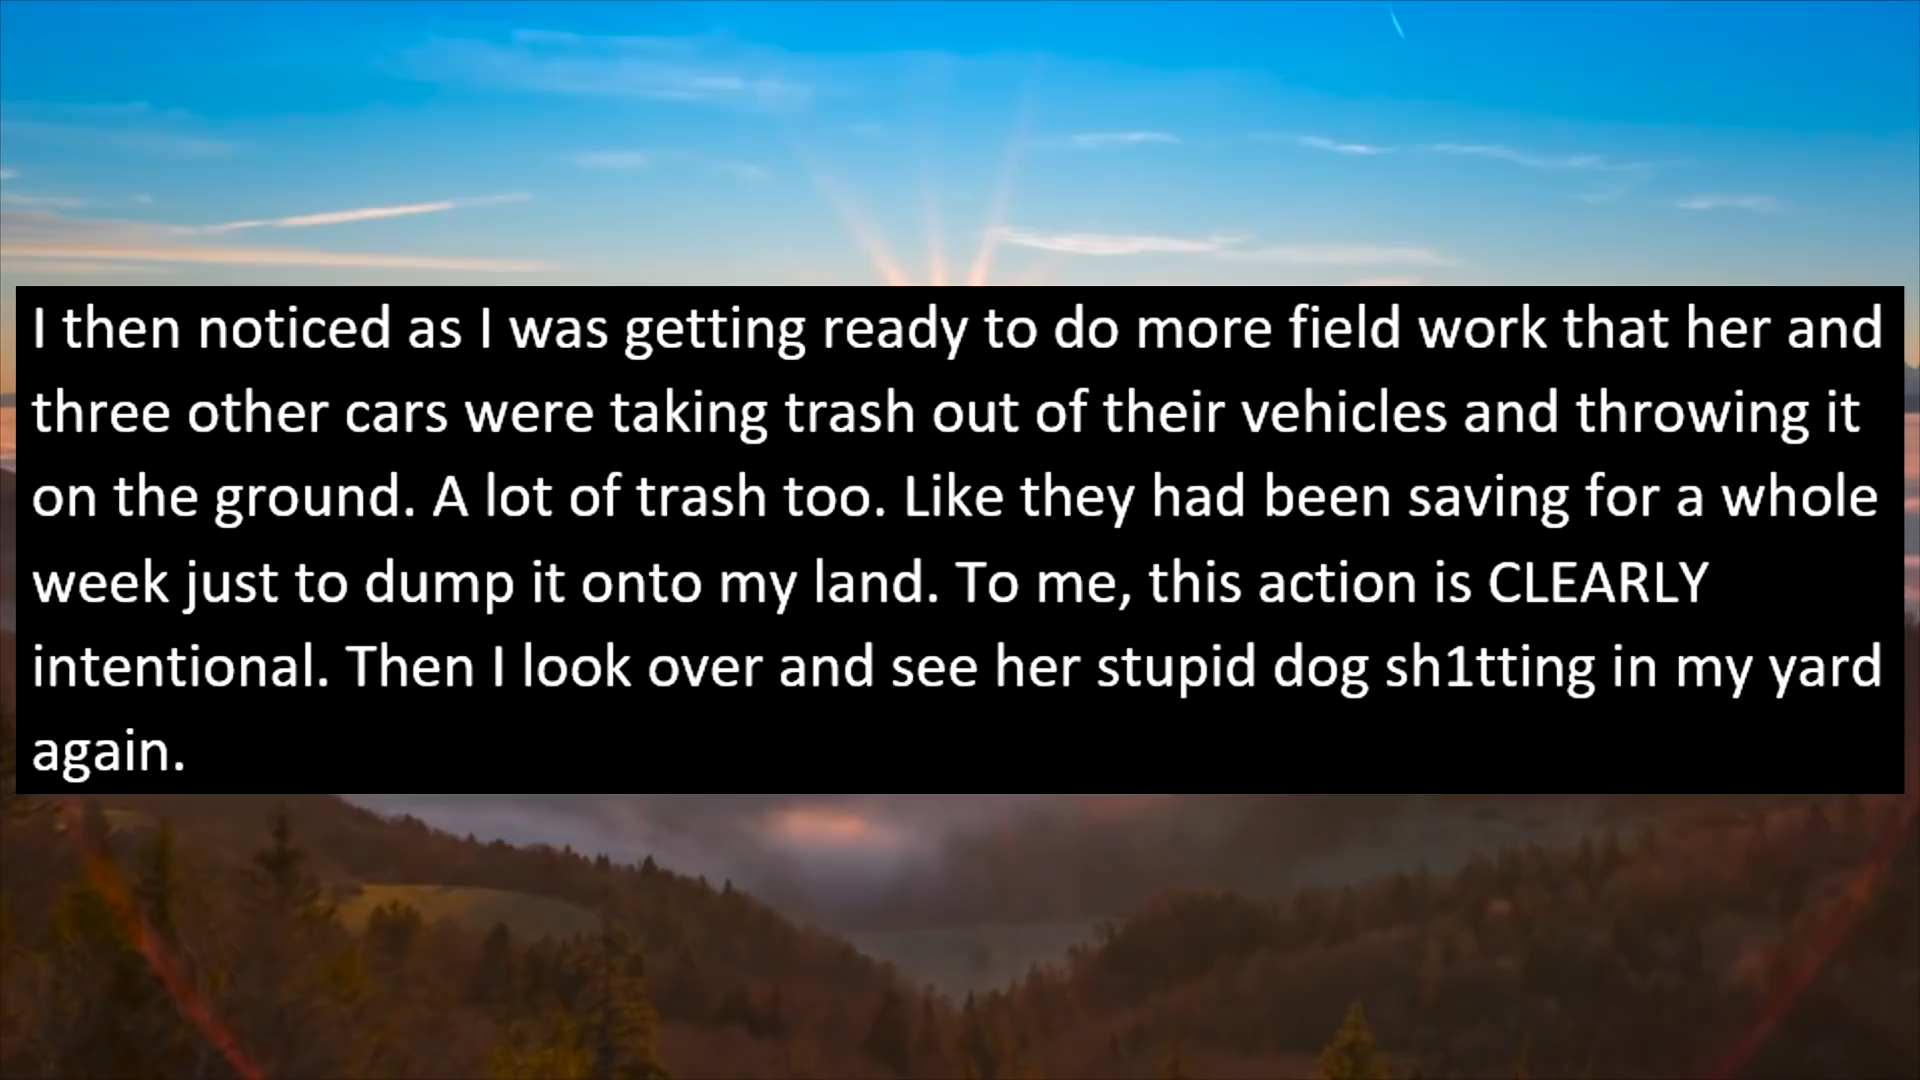 I then noticed as I was getting ready to do more field work that her and
three other cars were taking trash out of their vehicles and throwing it
on the ground. A lot of trash too. Like they had been saving for a whole
week just to dump it onto my land. To me, this action is CLEARLY
intentional. Then I look over and see her stupid dog sh1tting in my yard
again.